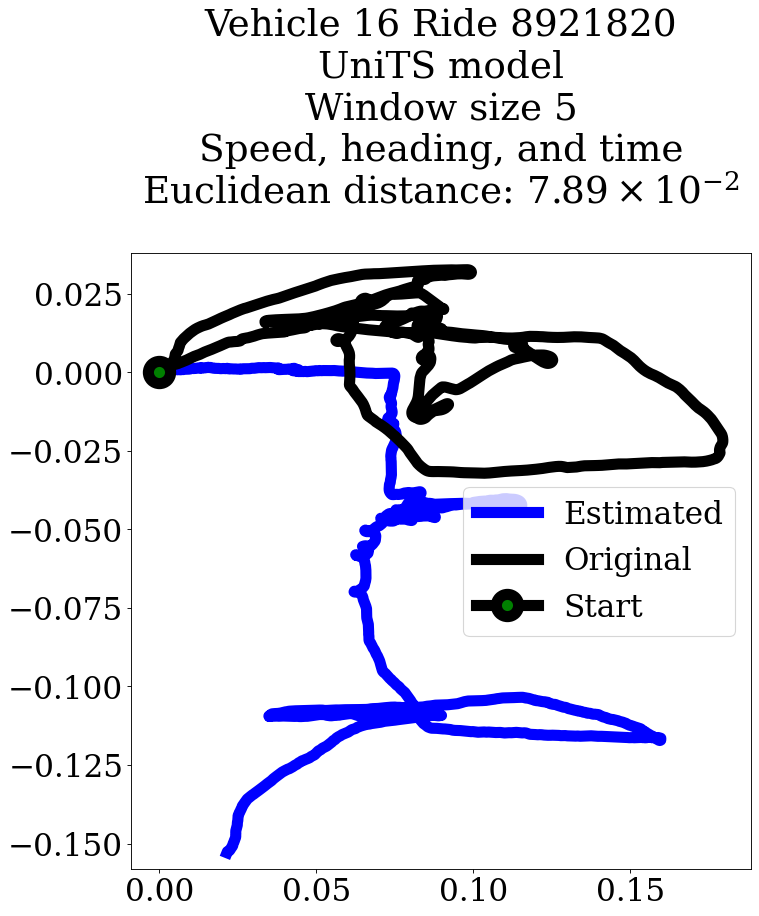 Vehicle 16 Ride 8921820
UniTS model
Window size 5
Speed, heading, and time
Euclidean distance: 7.89 × 10⁻²
0.025
0.000
−0.025
−0.050
−0.075
−0.100
−0.125
−0.150
Estimated
Original
Start
0.00 0.05 0.10 0.15